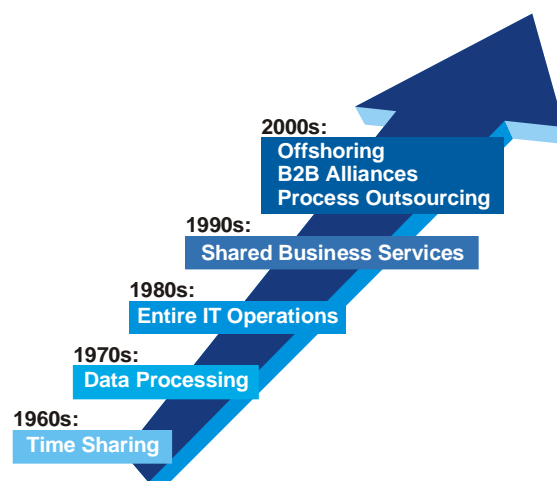 2000s:
Offshoring
B2B Alliances
Process Outsourcing
1990s:
Shared Business Services
1980s:
Entire IT Operations
1970s:
Data Processing
1960s:
Time Sharing